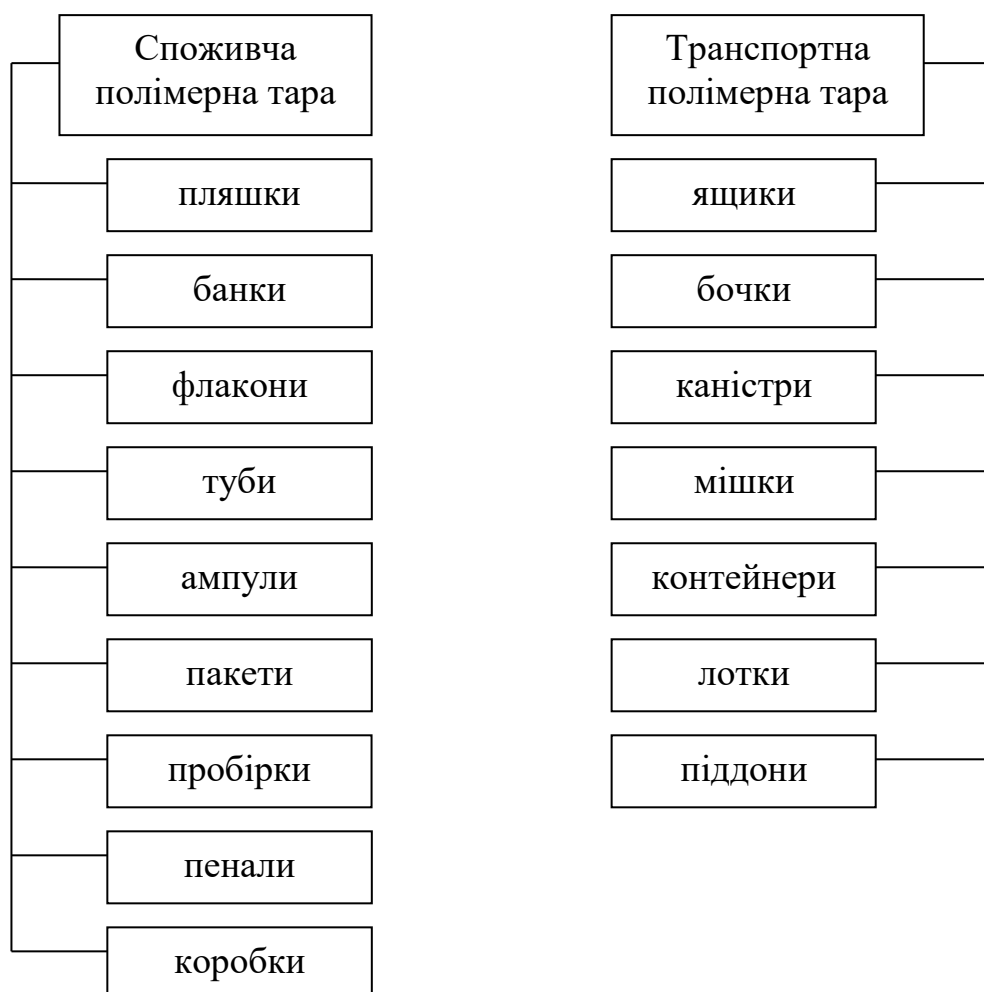 Споживча
полімерна тара
пляшки
банки
флакони
туби
ампули
пакети
пробірки
пенали
коробки
Транспортна
полімерна тара
ящики
бочки
каністри
мішки
контейнери
лотки
піддони